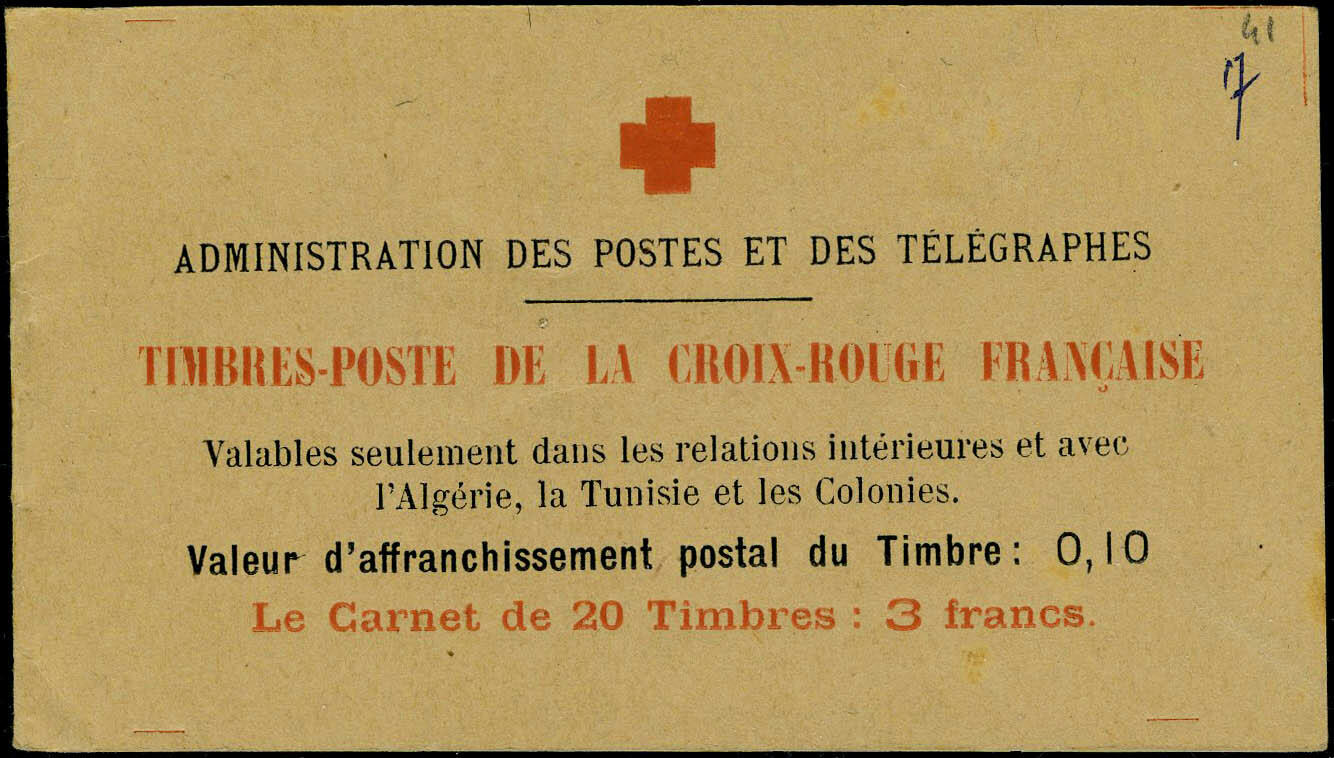 41
17
ADMINISTRATION DES POSTES ET DES TÉLÉGRAPHES
TIMBRES-POSTE DE LA CROIX-ROUGE FRANÇAISE
Valables seulement dans les relations intérieures et avec
l'Algérie, la Tunisie et les Colonies.
Valeur d'affranchissement postal du Timbre : 0,10
Le Carnet de 20 Timbres : 3 francs.